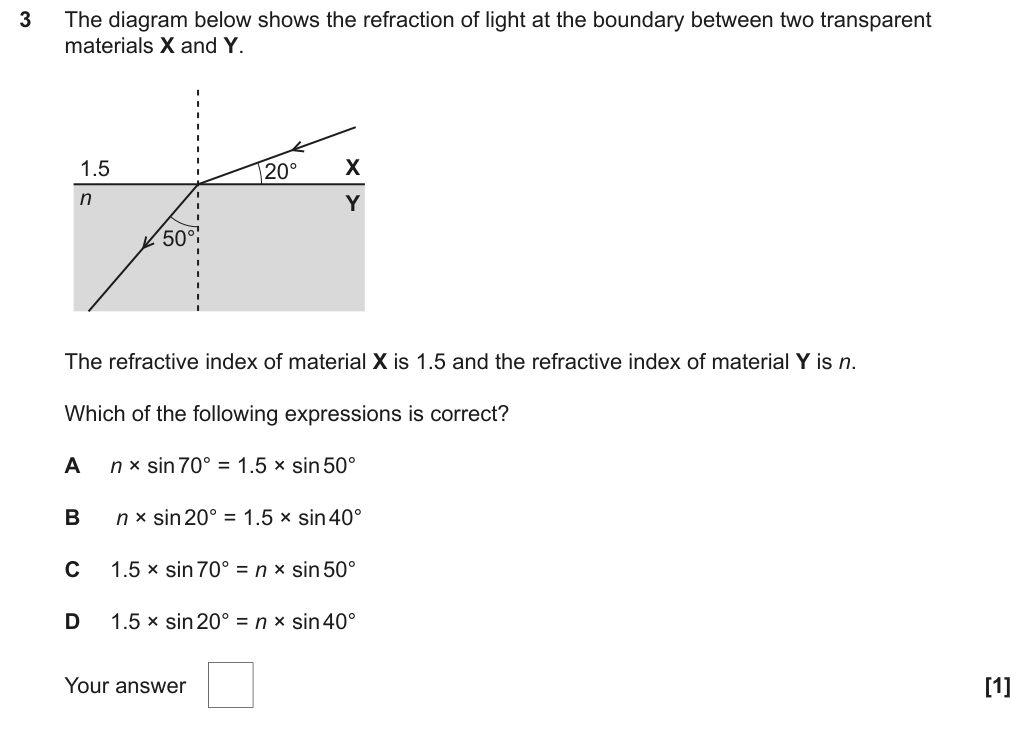 3 The diagram below shows the refraction of light at the boundary between two transparent
materials X and Y.
1.5
20°
X
n
Y
50°
The refractive index of material X is 1.5 and the refractive index of material Y is n.
Which of the following expressions is correct?
A n × sin 70° = 1.5 × sin 50°
B n × sin 20° = 1.5 × sin 40°
C 1.5 × sin 70° = n × sin 50°
D 1.5 × sin 20° = n × sin 40°
Your answer
[1]